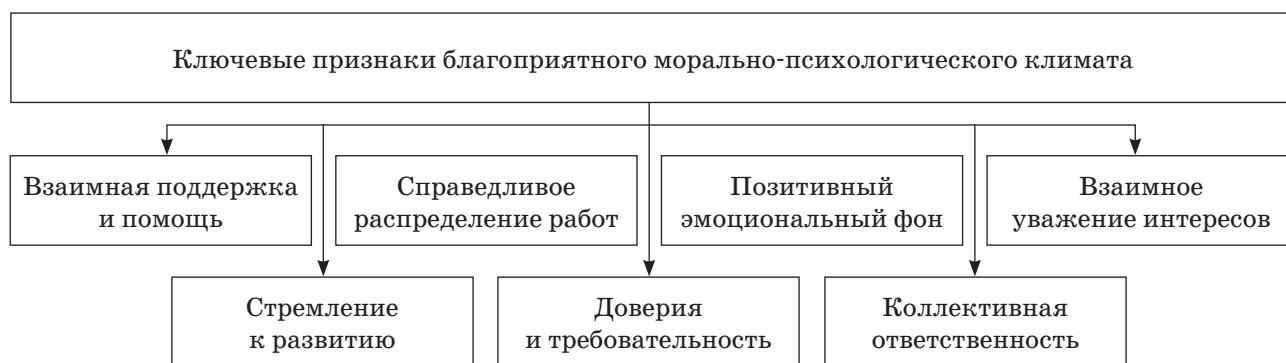 Ключевые признаки благоприятного морально-психологического климата
Взаимная поддержка
и помощь
Справедливое
распределение работ
Позитивный
эмоциональный фон
Взаимное
уважение интересов
Стремление
к развитию
Доверия
и требовательность
Коллективная
ответственность